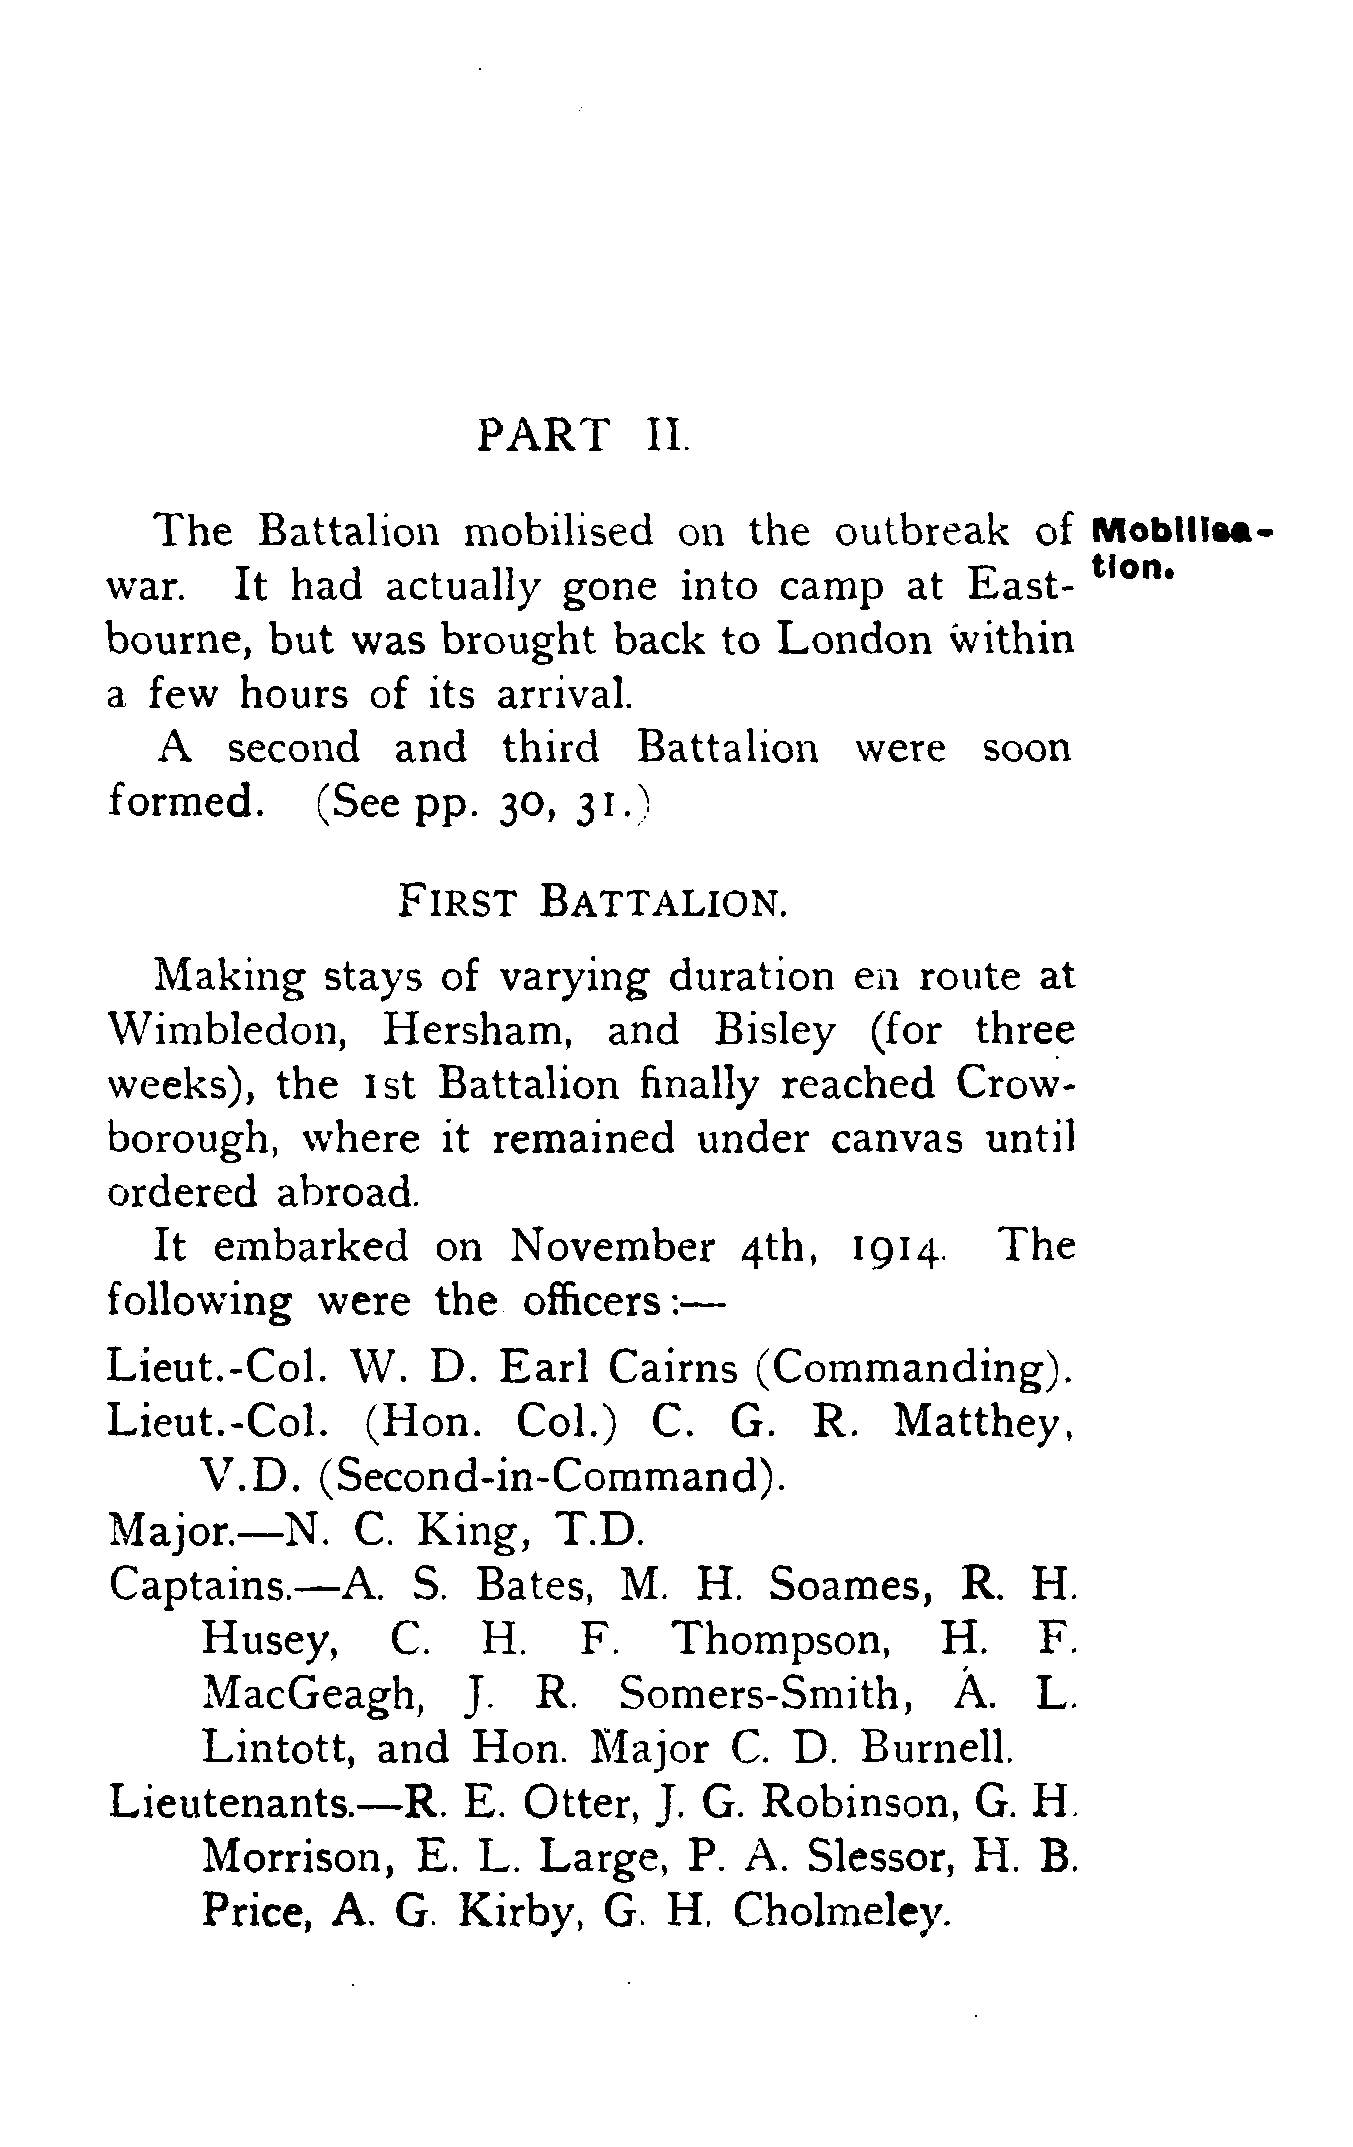 PART II.
The Battalion mobilised on the outbreak of
war. It had actually gone into camp at East-
bourne, but was brought back to London within
a few hours of its arrival.
Mobilisa-
tion.
A second and third Battalion were soon
formed. (See pp. 30, 31.)
FIRST BATTALION.
Making stays of varying duration en route at
Wimbledon, Hersham, and Bisley (for three
weeks), the 1st Battalion finally reached Crow-
borough, where it remained under canvas until
ordered abroad.
It embarked on November 4th, 1914. The
following were the officers:—
Lieut.-Col. W. D. Earl Cairns (Commanding).
Lieut.-Col. (Hon. Col.) C. G. R. Matthey,
V.D. (Second-in-Command).
Major.—N. C. King, T.D.
Captains.—A. S. Bates, M. H. Soames, R. H.
Husey, C. H. F. Thompson, H. F.
MacGeagh, J. R. Somers-Smith, A. L.
Lintott, and Hon. Major C. D. Burnell.
Lieutenants.—R. E. Otter, J. G. Robinson, G. H.
Morrison, E. L. Large, P. A. Slessor, H. B.
Price, A. G. Kirby, G. H. Cholmeley.